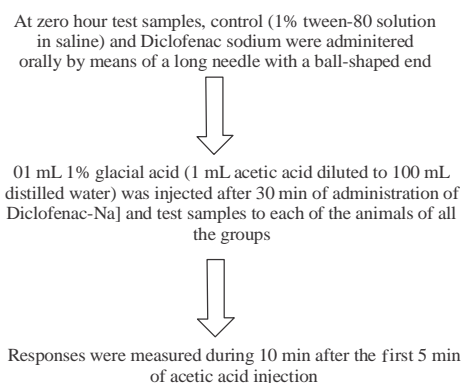 At zero hour test samples, control (1% tween-80 solution
in saline) and Diclofenac sodium were adminitered
orally by means of a long needle with a ball-shaped end
01 mL 1% glacial acid (1 mL acetic acid diluted to 100 mL
distilled water) was injected after 30 min of administration of
Diclofenac-Na] and test samples to each of the animals of all
the groups
Responses were measured during 10 min after the first 5 min
of acetic acid injection